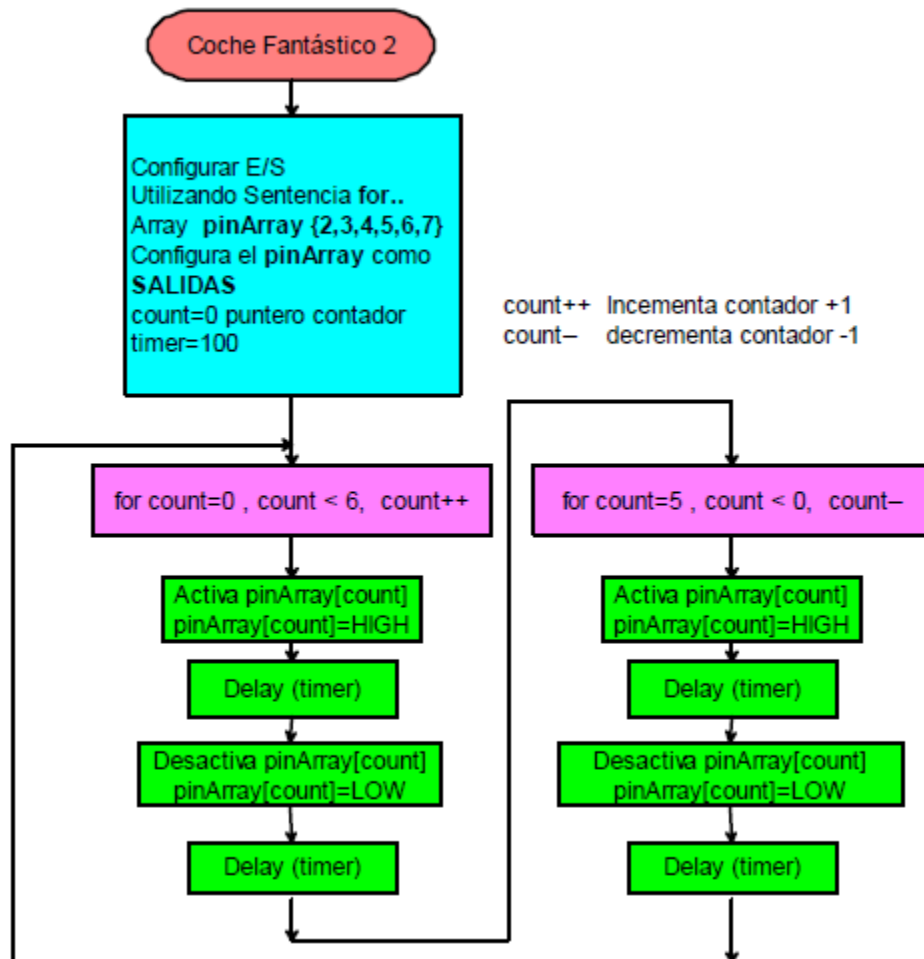 Coche Fantástico 2
Configurar E/S
Utilizando Sentencia for..
Array pinArray {2,3,4,5,6,7}
Configura el pinArray como
SALIDAS
count=0 puntero contador
timer=100
count++ Incementa contador +1
count– decrementa contador -1
for count=0 , count < 6, count++
Activa pinArray[count]
pinArray[count]=HIGH
Delay (timer)
Desactiva pinArray[count]
pinArray[count]=LOW
Delay (timer)
for count=5 , count < 0, count–
Activa pinArray[count]
pinArray[count]=HIGH
Delay (timer)
Desactiva pinArray[count]
pinArray[count]=LOW
Delay (timer)